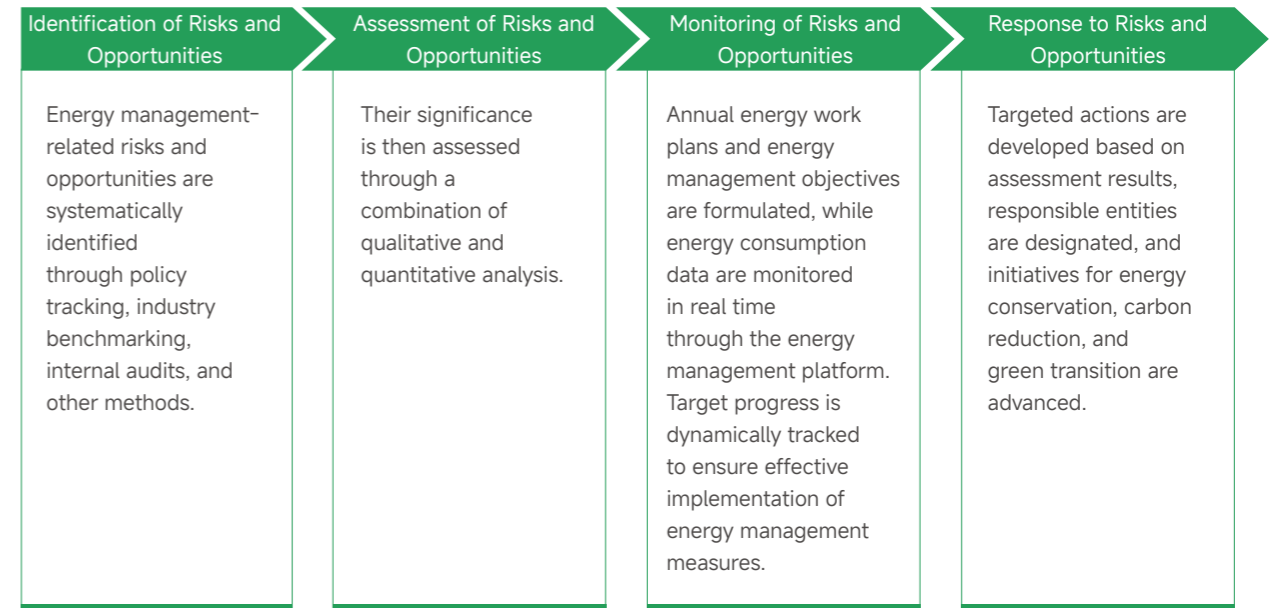 Identification of Risks and
Opportunities
Energy management-
related risks and
opportunities are
systematically
identified
through policy
tracking, industry
benchmarking,
internal audits, and
other methods.
Assessment of Risks and
Opportunities
Their significance
is then assessed
through a
combination of
qualitative and
quantitative analysis.
Monitoring of Risks and
Opportunities
Annual energy work
plans and energy
management objectives
are formulated, while
energy consumption
data are monitored
in real time
through the energy
management platform.
Target progress is
dynamically tracked
to ensure effective
implementation of
energy management
measures.
Response to Risks and
Opportunities
Targeted actions are
developed based on
assessment results,
responsible entities
are designated, and
initiatives for energy
conservation, carbon
reduction, and
green transition are
advanced.